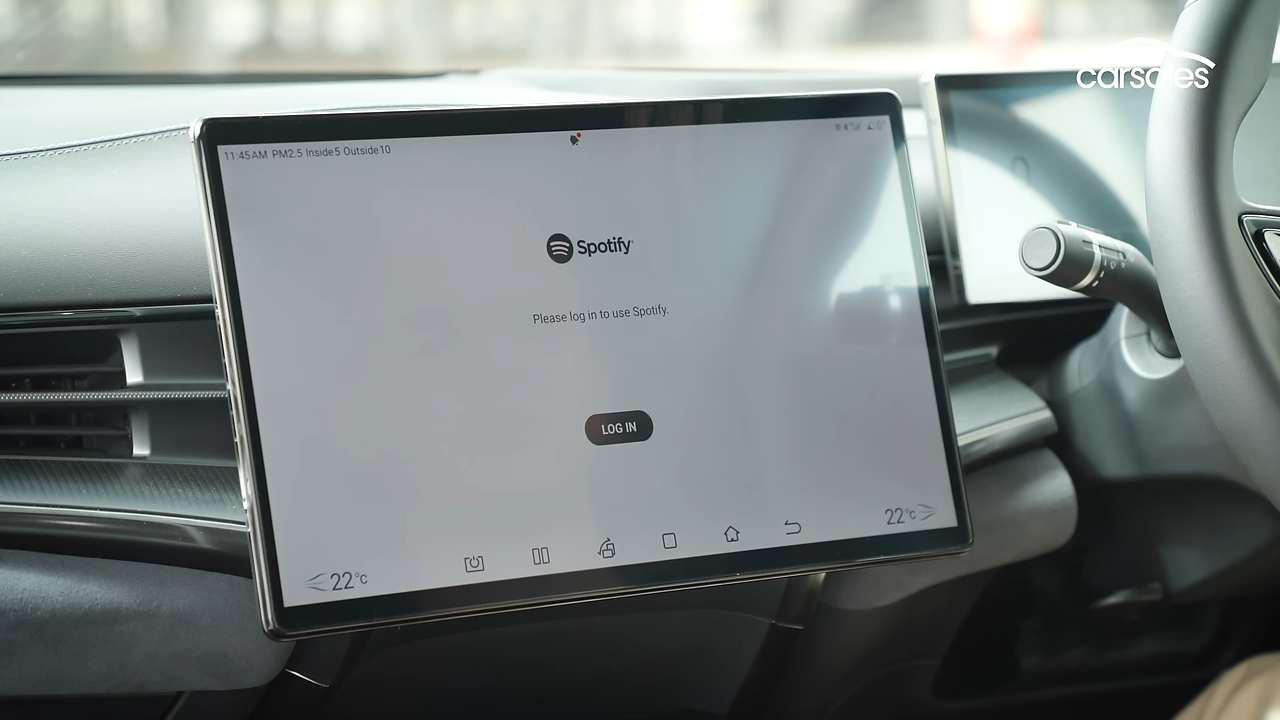 carsales
11:45AM PM2.5 Inside5 Outside10
Spotify
Please log in to use Spotify.
LOG IN
22°c
22°c